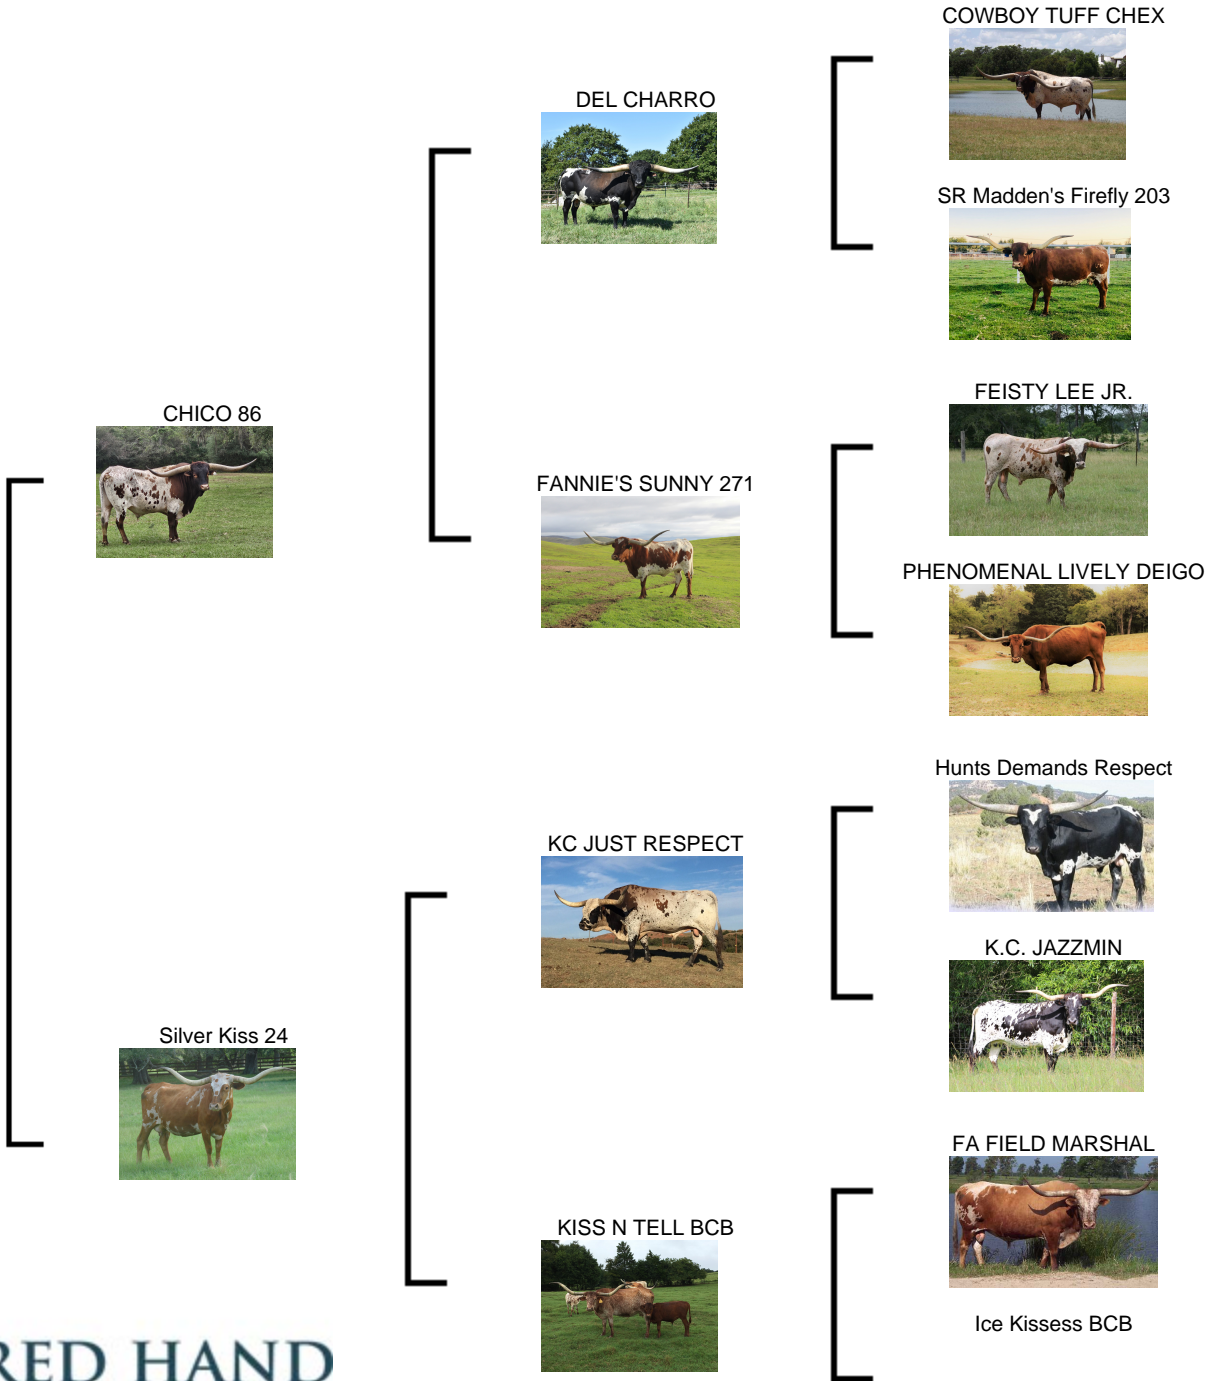 COWBOY TUFF CHEX
DEL CHARRO
SR Madden's Firefly 203
CHICO 86
FEISTY LEE JR.
FANNIE'S SUNNY 271
PHENOMENAL LIVELY DEIGO
Hunts Demands Respect
KC JUST RESPECT
K.C. JAZZMIN
Silver Kiss 24
FA FIELD MARSHAL
KISS N TELL BCB
Ice Kissess BCB
RED HAND